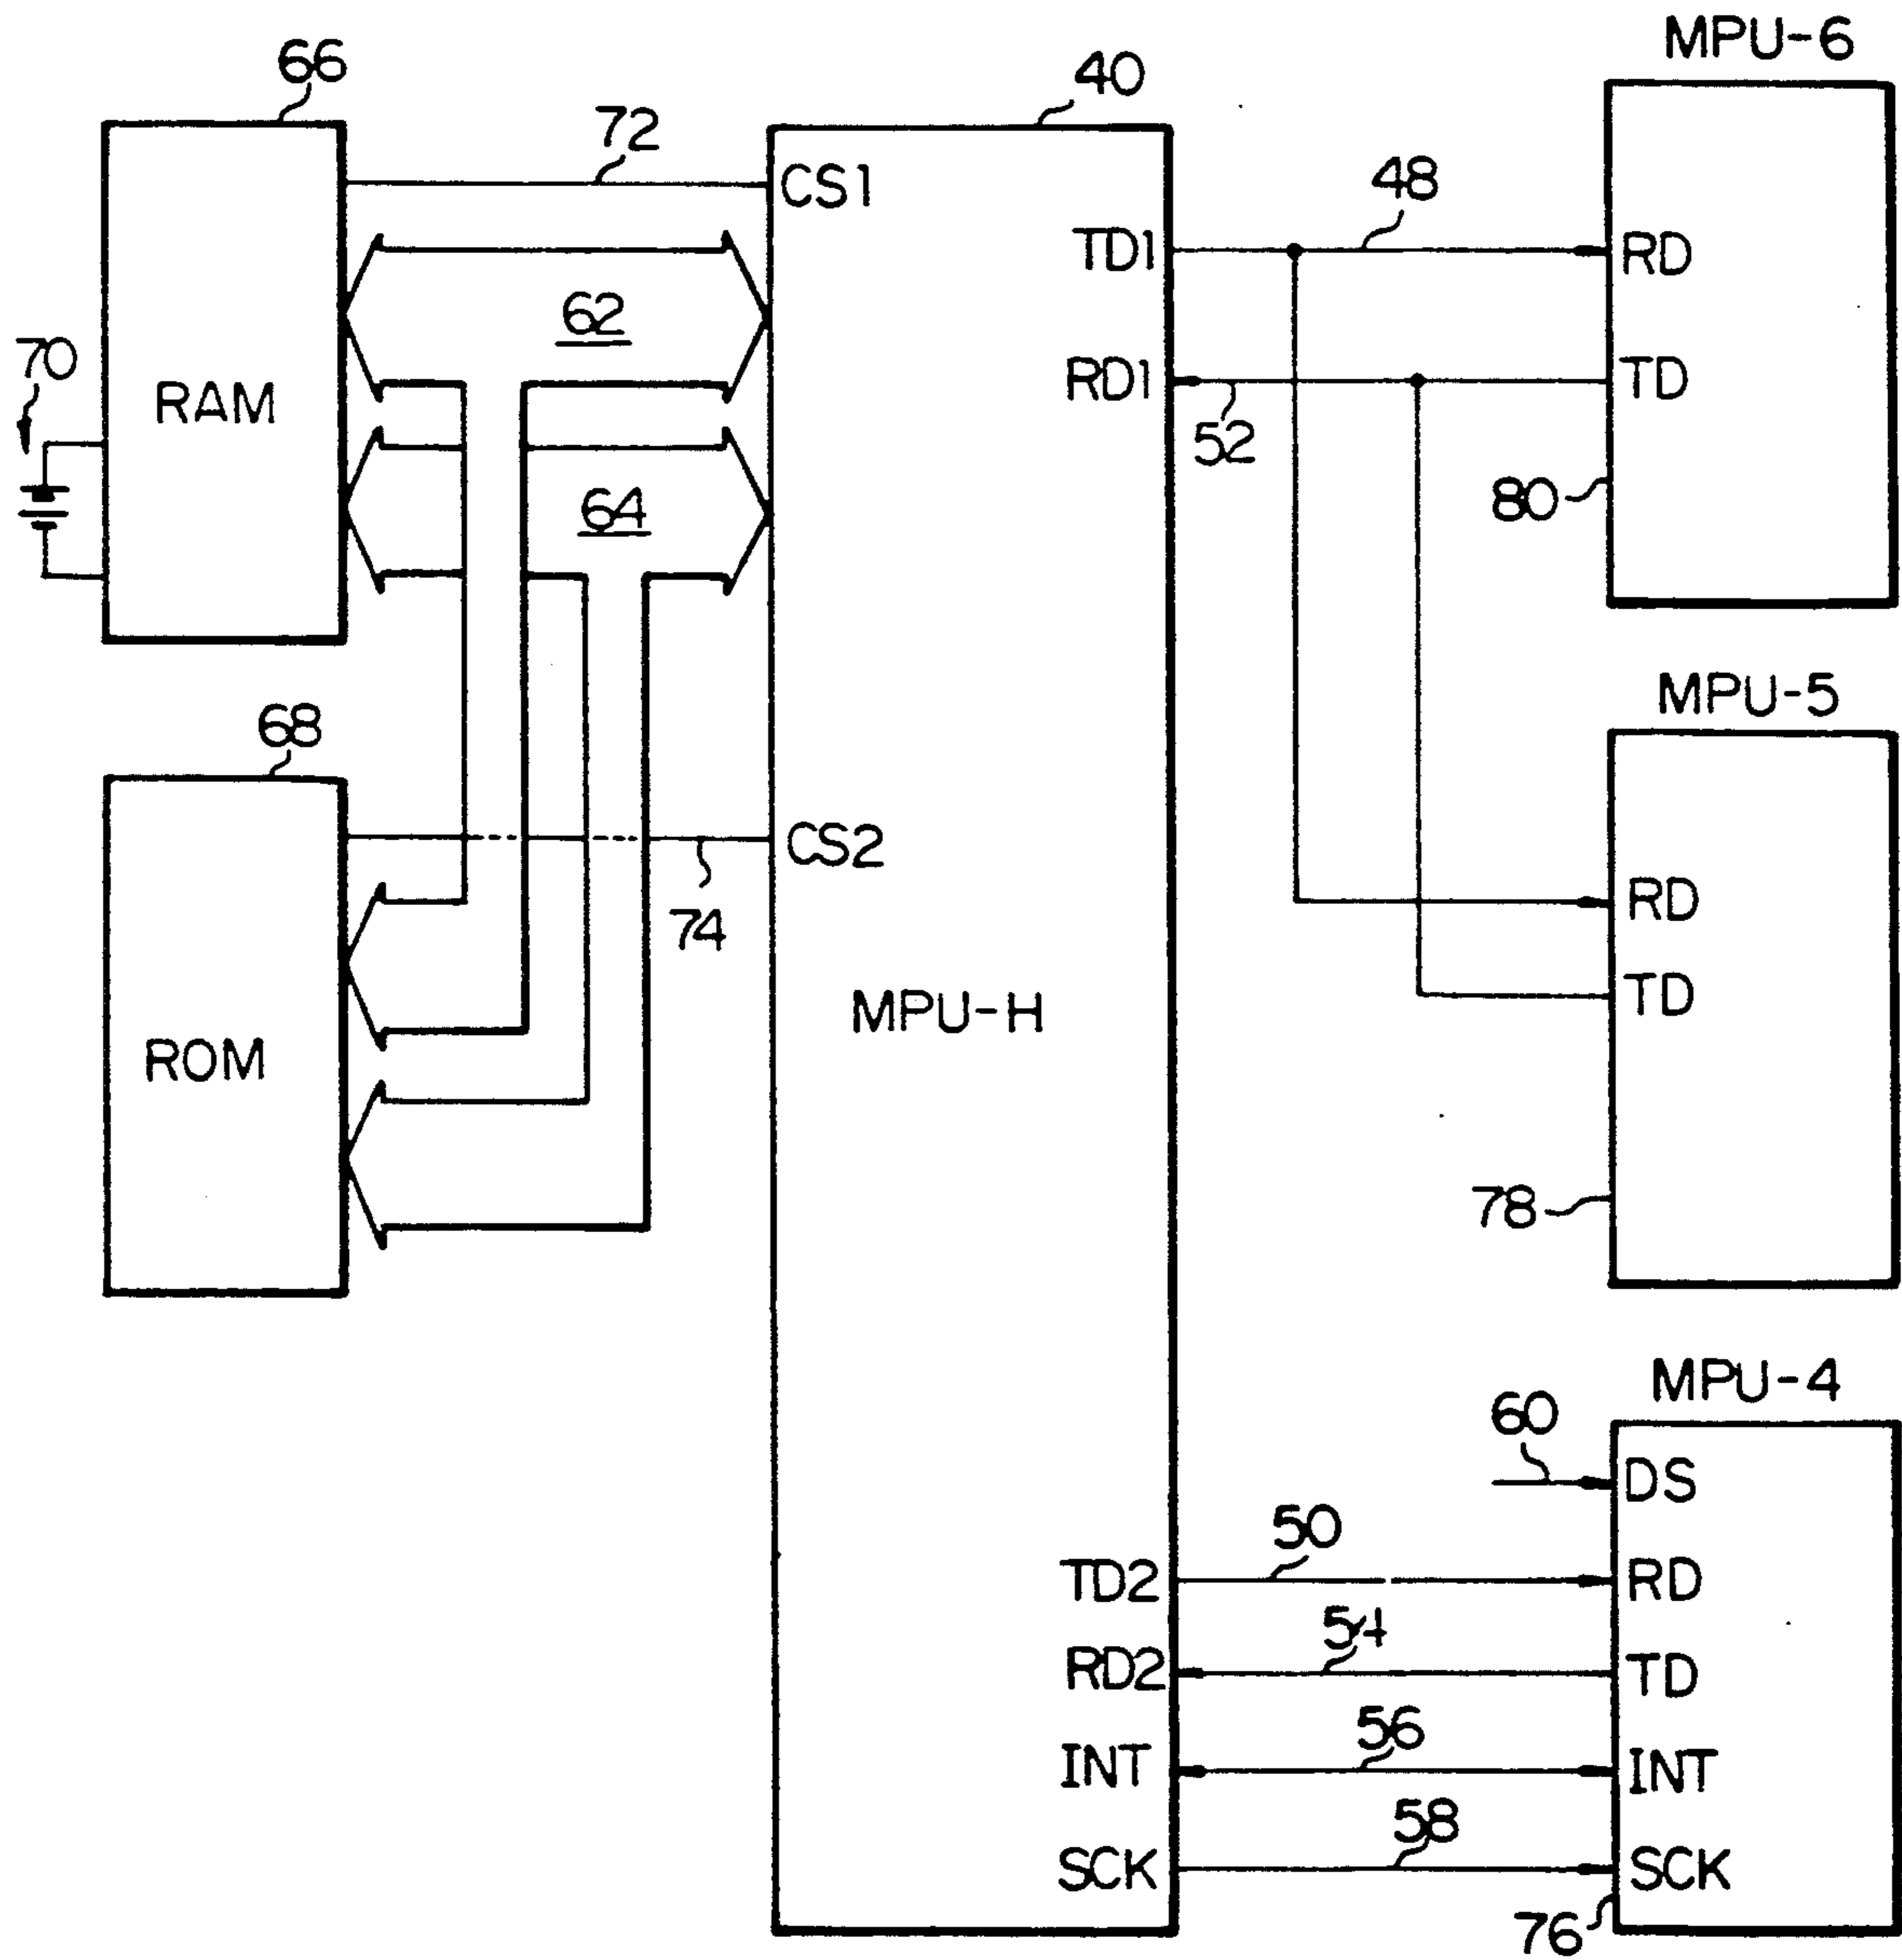 MPU-6
66
40
72
CS1
48
TD1
RD
62
70
RAM
RD1
TD
52
64
80
MPU-5
68
CS2
RD
74
TD
MPU-H
ROM
78
MPU-4
60
DS
50
TD2
RD
54
RD2
TD
56
INT
INT
58
SCK
SCK
76